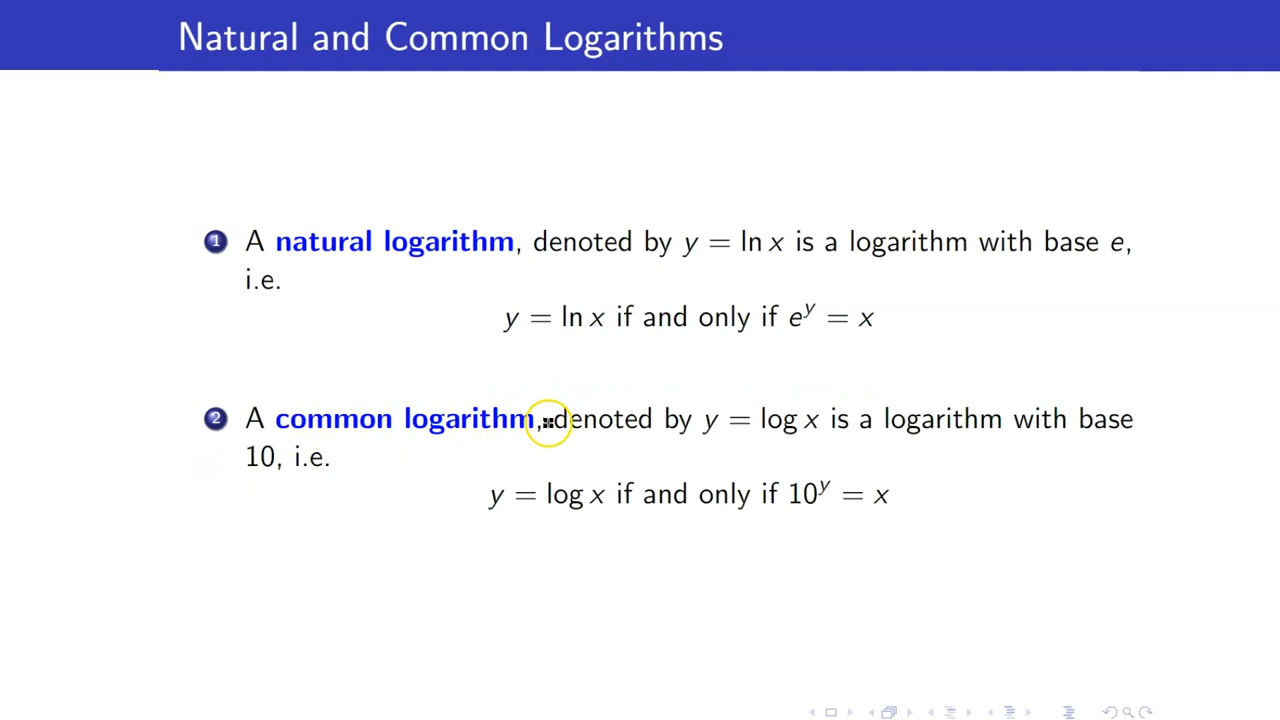 Natural and Common Logarithms
1 A natural logarithm, denoted by y = ln x is a logarithm with base e,
i.e.
y = ln x if and only if e^y = x
2 A common logarithm, denoted by y = log x is a logarithm with base
10, i.e.
y = log x if and only if 10^y = x